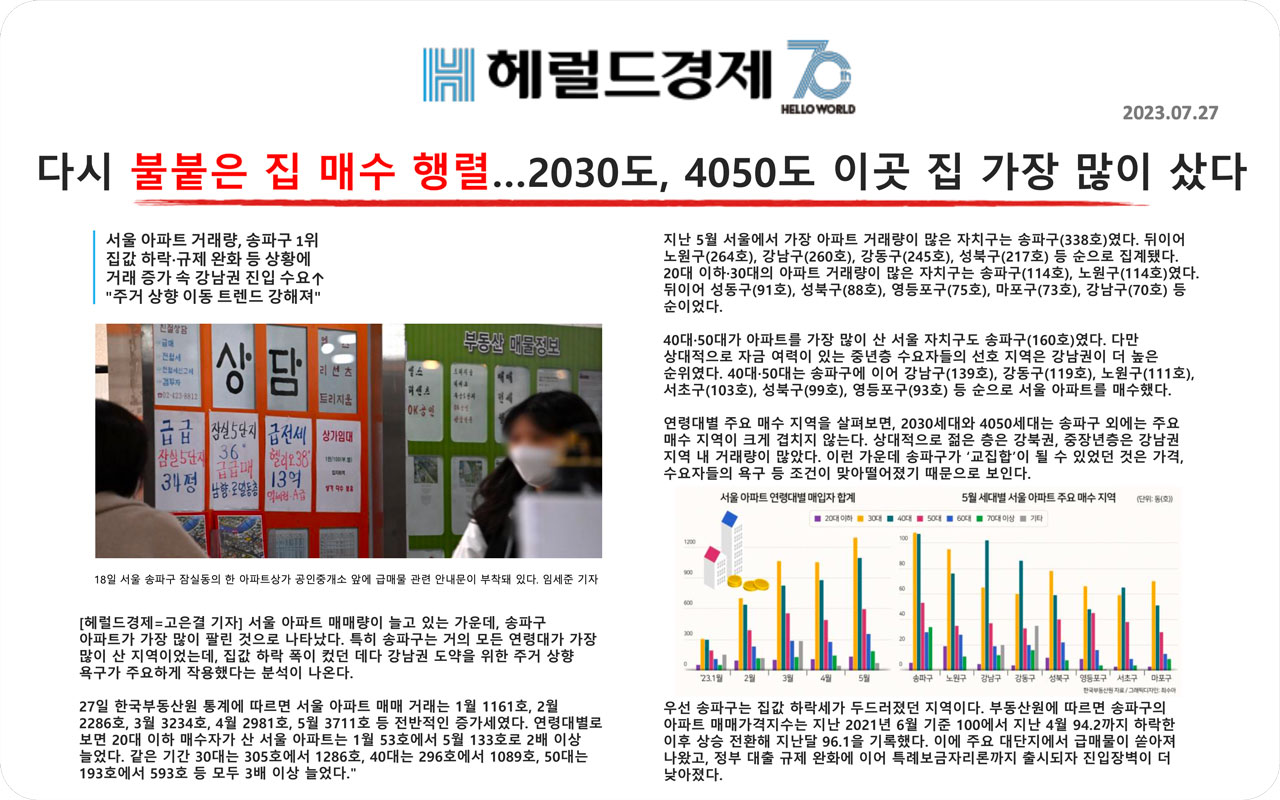 헤럴드경제
70th
HELLO WORLD
2023.07.27
다시 불붙은 집 매수 행렬...2030도, 4050도 이곳 집 가장 많이 샀다
서울 아파트 거래량, 송파구 1위
집값 하락·규제 완화 등 상황에
거래 증가 속 강남권 진입 수요↑
"주거 상향 이동 트렌드 강해져"
친절상담
급매
전월세
상담
리센츠
트리지움
부동산 매물정보
급급
잠실5단지
34평
잠실5단지
36
급급매
급전세
헬리오38
13억
상가임대
18일 서울 송파구 잠실동의 한 아파트상가 공인중개소 앞에 급매물 관련 안내문이 부착돼 있다. 임세준 기자
[헤럴드경제=고은결 기자] 서울 아파트 매매량이 늘고 있는 가운데, 송파구
아파트가 가장 많이 팔린 것으로 나타났다. 특히 송파구는 거의 모든 연령대가 가장
많이 산 지역이었는데, 집값 하락 폭이 컸던 데다 강남권 도약을 위한 주거 상향
욕구가 주요하게 작용했다는 분석이 나온다.
27일 한국부동산원 통계에 따르면 서울 아파트 매매 거래는 1월 1161호, 2월
2286호, 3월 3234호, 4월 2981호, 5월 3711호 등 전반적인 증가세였다. 연령대별로
보면 20대 이하 매수자가 산 서울 아파트는 1월 53호에서 5월 133호로 2배 이상
늘었다. 같은 기간 30대는 305호에서 1286호, 40대는 296호에서 1089호, 50대는
193호에서 593호 등 모두 3배 이상 늘었다."
지난 5월 서울에서 가장 아파트 거래량이 많은 자치구는 송파구(338호)였다. 뒤이어
노원구(264호), 강남구(260호), 강동구(245호), 성북구(217호) 등 순으로 집계됐다.
20대 이하·30대의 아파트 거래량이 많은 자치구는 송파구(114호), 노원구(114호)였다.
뒤이어 성동구(91호), 성북구(88호), 영등포구(75호), 마포구(73호), 강남구(70호) 등
순이었다.
40대·50대가 아파트를 가장 많이 산 서울 자치구도 송파구(160호)였다. 다만
상대적으로 자금 여력이 있는 중년층 수요자들의 선호 지역은 강남권이 더 높은
순위였다. 40대·50대는 송파구에 이어 강남구(139호), 강동구(119호), 노원구(111호),
서초구(103호), 성북구(99호), 영등포구(93호) 등 순으로 서울 아파트를 매수했다.
연령대별 주요 매수 지역을 살펴보면, 2030세대와 4050세대는 송파구 외에는 주요
매수 지역이 크게 겹치지 않는다. 상대적으로 젊은 층은 강북권, 중장년층은 강남권
지역 내 거래량이 많았다. 이런 가운데 송파구가 ‘교집합’이 될 수 있었던 것은 가격,
수요자들의 욕구 등 조건이 맞아떨어졌기 때문으로 보인다.
서울 아파트 연령대별 매입자 합계
5월 세대별 서울 아파트 주요 매수 지역
(단위: 동(호))
20대 이하 30대 40대 50대 60대 70대 이상 기타
1200
900
600
300
0
'23.1월 2월 3월 4월 5월
100
80
60
40
20
0
송파구 노원구 강남구 강동구 성북구 영등포구 서초구 마포구
한국부동산원 자료 / 그래픽디자인: 최수아
우선 송파구는 집값 하락세가 두드러졌던 지역이다. 부동산원에 따르면 송파구의
아파트 매매가격지수는 지난 2021년 6월 기준 100에서 지난 4월 94.2까지 하락한
이후 상승 전환해 지난달 96.1을 기록했다. 이에 주요 대단지에서 급매물이 쏟아져
나왔고, 정부 대출 규제 완화에 이어 특례보금자리론까지 출시되자 진입장벽이 더
낮아졌다.